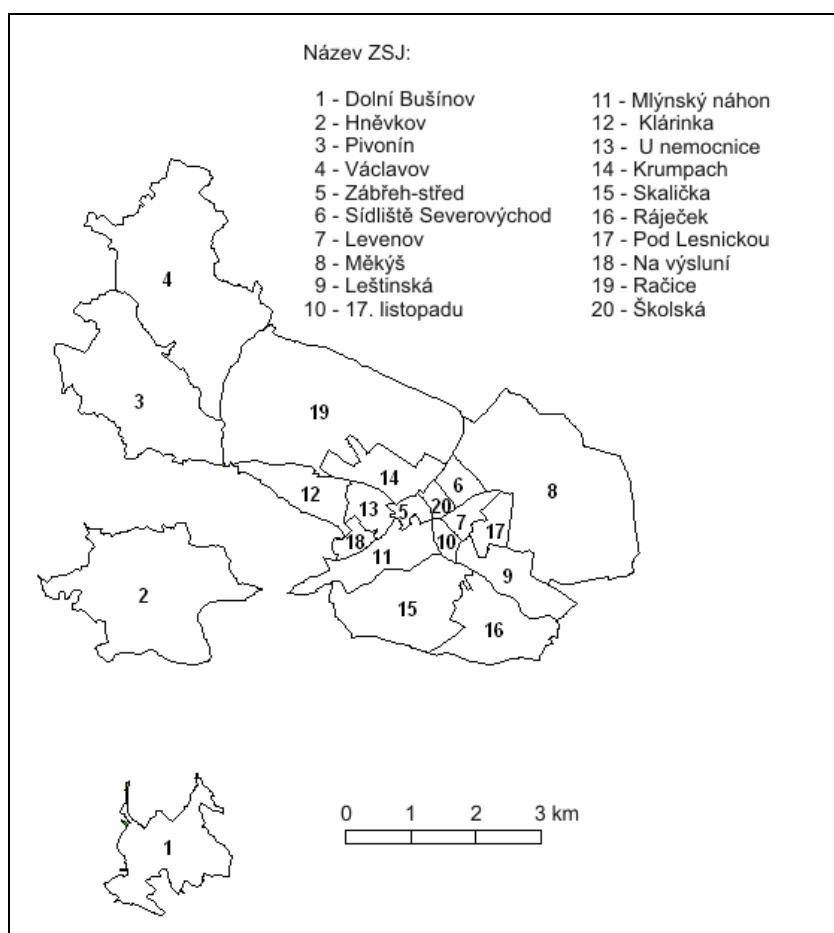 Název ZSJ:
1 - Dolní Bušínov
2 - Hněvkov
3 - Pivonín
4 - Václavov
5 - Zábřeh-střed
6 - Sídliště Severovýchod
7 - Levenov
8 - Měkýš
9 - Leštinská
10 - 17. listopadu
11 - Mlýnský náhon
12 - Klárinka
13 - U nemocnice
14 - Krumpach
15 - Skalička
16 - Ráječek
17 - Pod Lesnickou
18 - Na výsluní
19 - Račice
20 - Školská
4
3
19
14
6
8
12
13
5
20
7
17
18
10
11
9
2
15
16
1
0 1 2 3 km